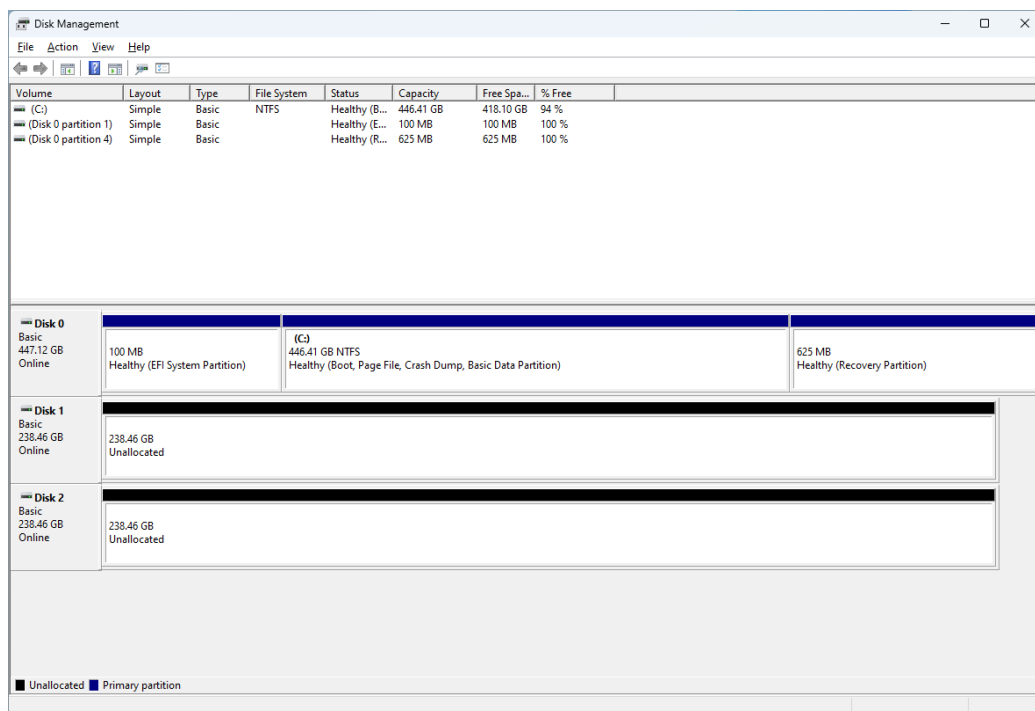 Disk Management
File Action View Help
Volume Layout Type File System Status Capacity Free Spa... % Free
(C:) Simple Basic NTFS Healthy (B... 446.41 GB 418.10 GB 94 %
(Disk 0 partition 1) Simple Basic Healthy (E... 100 MB 100 MB 100 %
(Disk 0 partition 4) Simple Basic Healthy (R... 625 MB 625 MB 100 %
Disk 0
Basic
447.12 GB
Online
100 MB
Healthy (EFI System Partition)
(C:)
446.41 GB NTFS
Healthy (Boot, Page File, Crash Dump, Basic Data Partition)
625 MB
Healthy (Recovery Partition)
Disk 1
Basic
238.46 GB
Online
238.46 GB
Unallocated
Disk 2
Basic
238.46 GB
Online
238.46 GB
Unallocated
Unallocated Primary partition